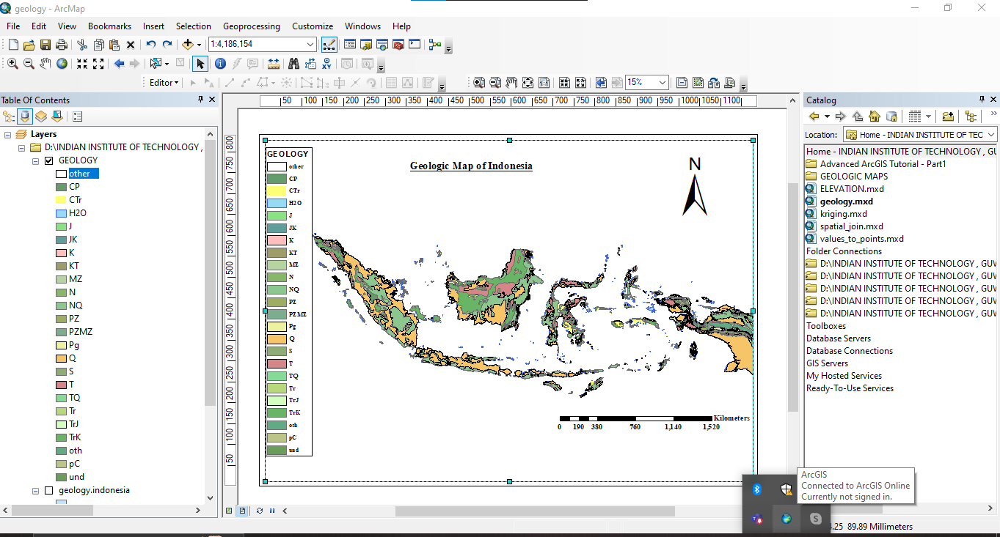 geology - ArcMap
File Edit View Bookmarks Insert Selection Geoprocessing Customize Windows Help
1:4,186,154
Editor
15%
Table Of Contents
Layers
D:\INDIAN INSTITUTE OF TECHNOLOGY ,
GEOLOGY
other
CP
CTr
H2O
J
JK
K
KT
MZ
N
NQ
PZ
PZMZ
Pg
Q
S
T
TQ
Tr
TrJ
TrK
oth
pC
und
geology.indonesia
50 100 150 200 250 300 350 400 450 500 550 600 650 700 750 800 850 900 950 1000 1050 1100
800
750
700
650
600
550
500
450
400
350
300
250
200
150
100
50
GEOLOGY
other
CP
CTr
H2O
J
JK
K
KT
MZ
N
NQ
PZ
PZMZ
Pg
Q
S
T
TQ
Tr
TrJ
TrK
oth
pC
und
Geologic Map of Indonesia
N
Kilometers
0 190 380 760 1,140 1,520
Catalog
Location: Home - INDIAN INSTITUTE OF TEC
Home - INDIAN INSTITUTE OF TECHNOLOGY , GU
Advanced ArcGIS Tutorial - Part1
GEOLOGIC MAPS
ELEVATION.mxd
geology.mxd
kriging.mxd
spatial_join.mxd
values_to_points.mxd
Folder Connections
D:\INDIAN INSTITUTE OF TECHNOLOGY , GUW
D:\INDIAN INSTITUTE OF TECHNOLOGY , GUW
D:\INDIAN INSTITUTE OF TECHNOLOGY , GUW
D:\INDIAN INSTITUTE OF TECHNOLOGY , GUW
D:\INDIAN INSTITUTE OF TECHNOLOGY , GUW
Toolboxes
Database Servers
Database Connections
GIS Servers
My Hosted Services
Ready-To-Use Services
ArcGIS
Connected to ArcGIS Online
Currently not signed in.
4.25 89.89 Millimeters